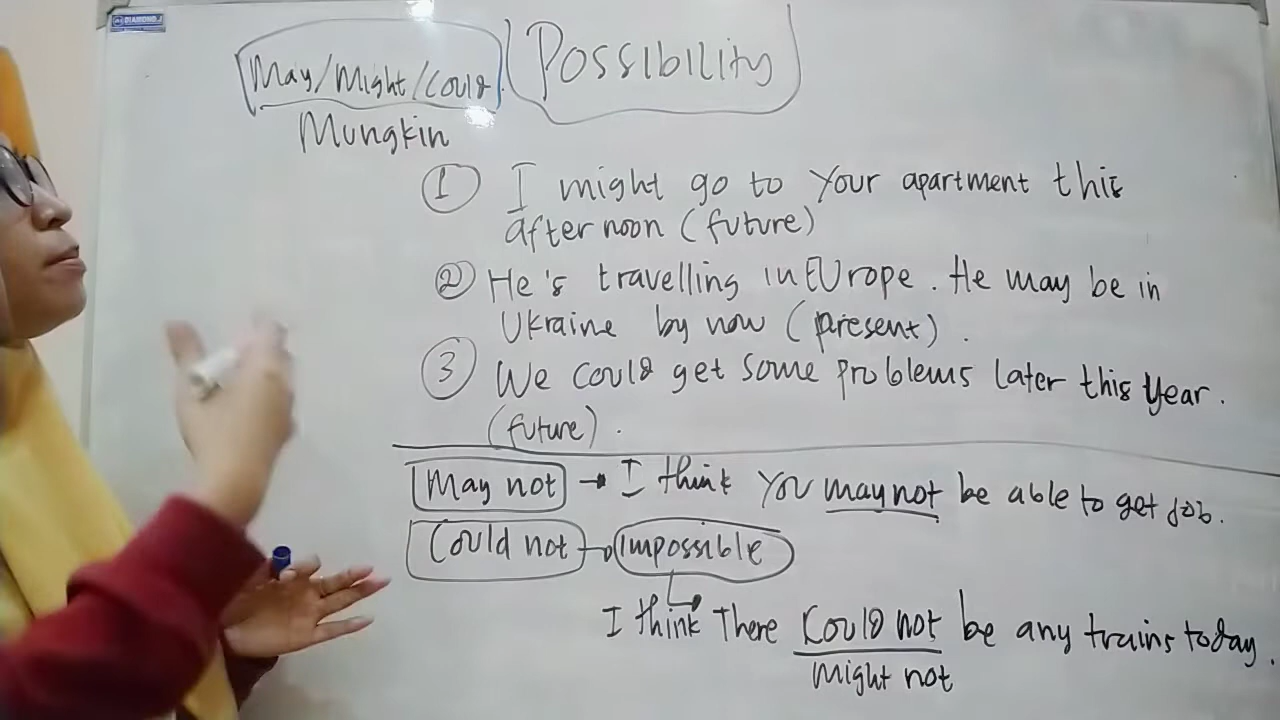 DIAMOND
May/Might/Could Possibility
Mungkin
1 I might go to your apartment this
afternoon (future)
2 He's travelling in Europe. He may be in
Ukraine by now (present).
3 We could get some problems later this year.
(future).
May not → I think you may not be able to get job.
Could not → Impossible
I think There could not be any trains today.
might not